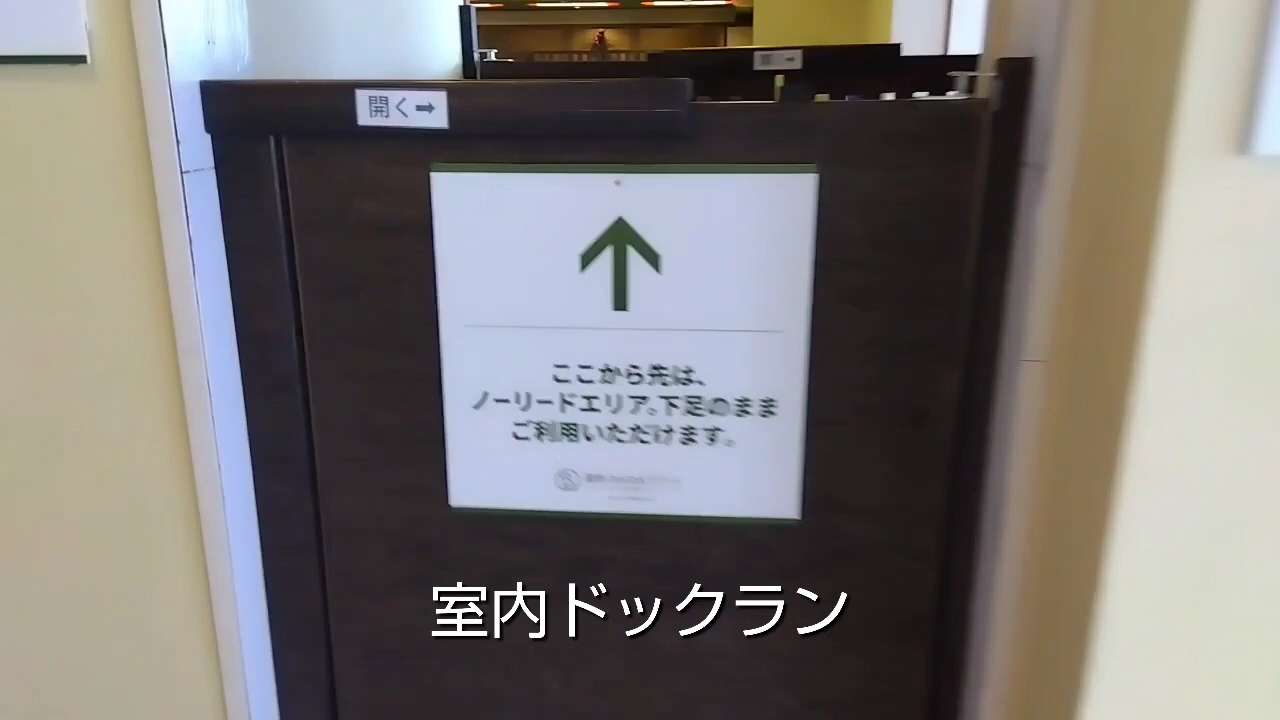 開く➡
ここから先は、
ノーリードエリア。下足のまま
ご利用いただけます。
室内ドックラン